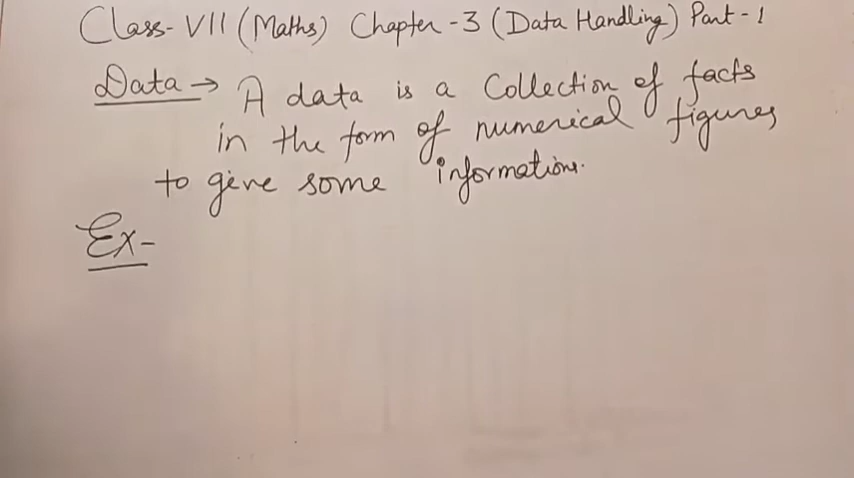 Class- VII (Maths) Chapter -3 (Data Handling) Part - 1
Data → A data is a Collection of facts
in the form of numerical figures
to give some information.
Ex-